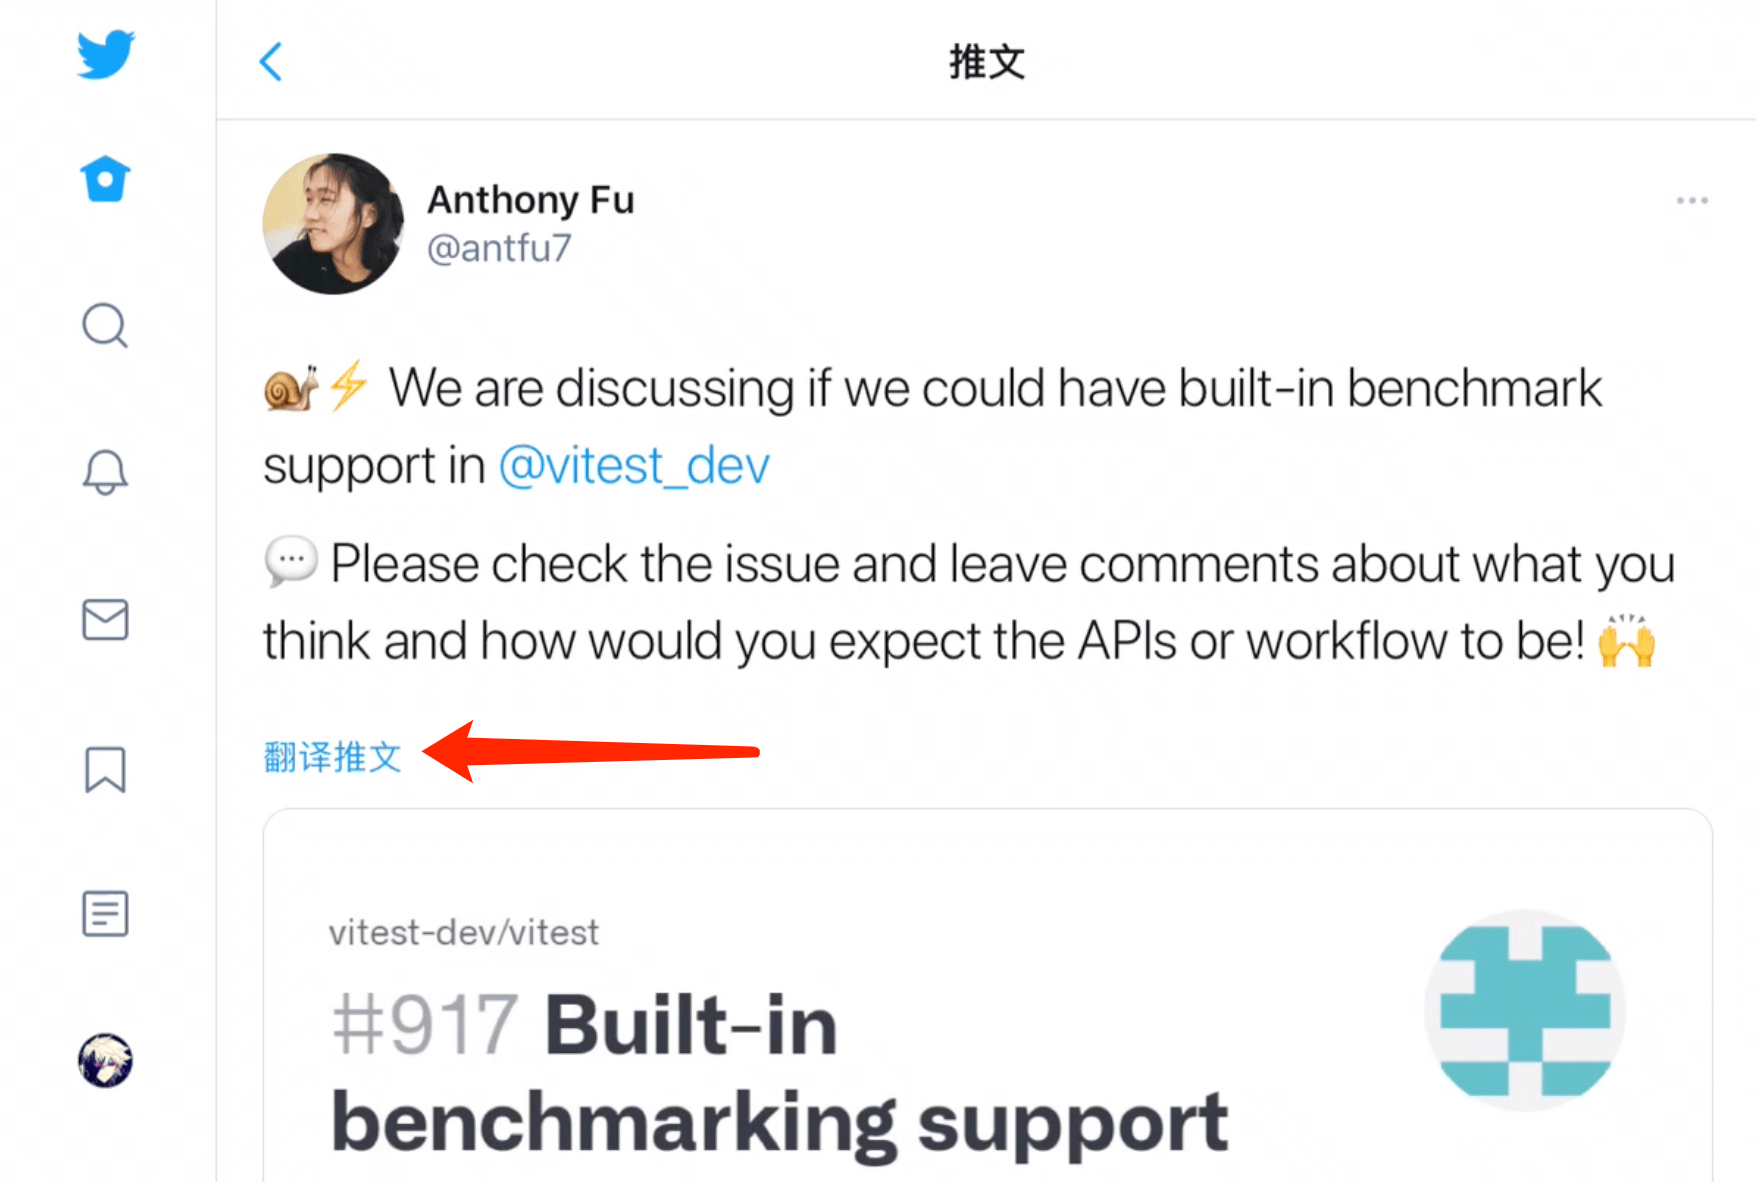 推文
Anthony Fu
@antfu7
🐌⚡ We are discussing if we could have built-in benchmark
support in @vitest_dev
💬 Please check the issue and leave comments about what you
think and how would you expect the APIs or workflow to be! 🙌
翻译推文
vitest-dev/vitest
#917 Built-in
benchmarking support